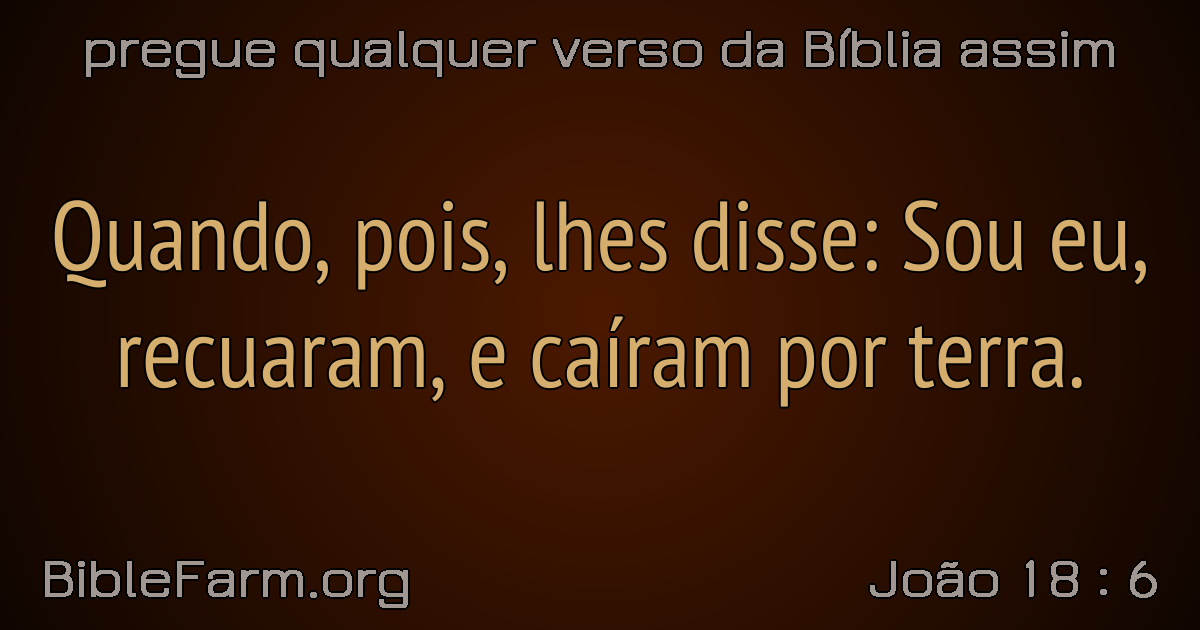 pregue qualquer verso da Bíblia assim
Quando, pois, lhes disse: Sou eu,
recuaram, e caíram por terra.
BibleFarm.org
João 18 : 6